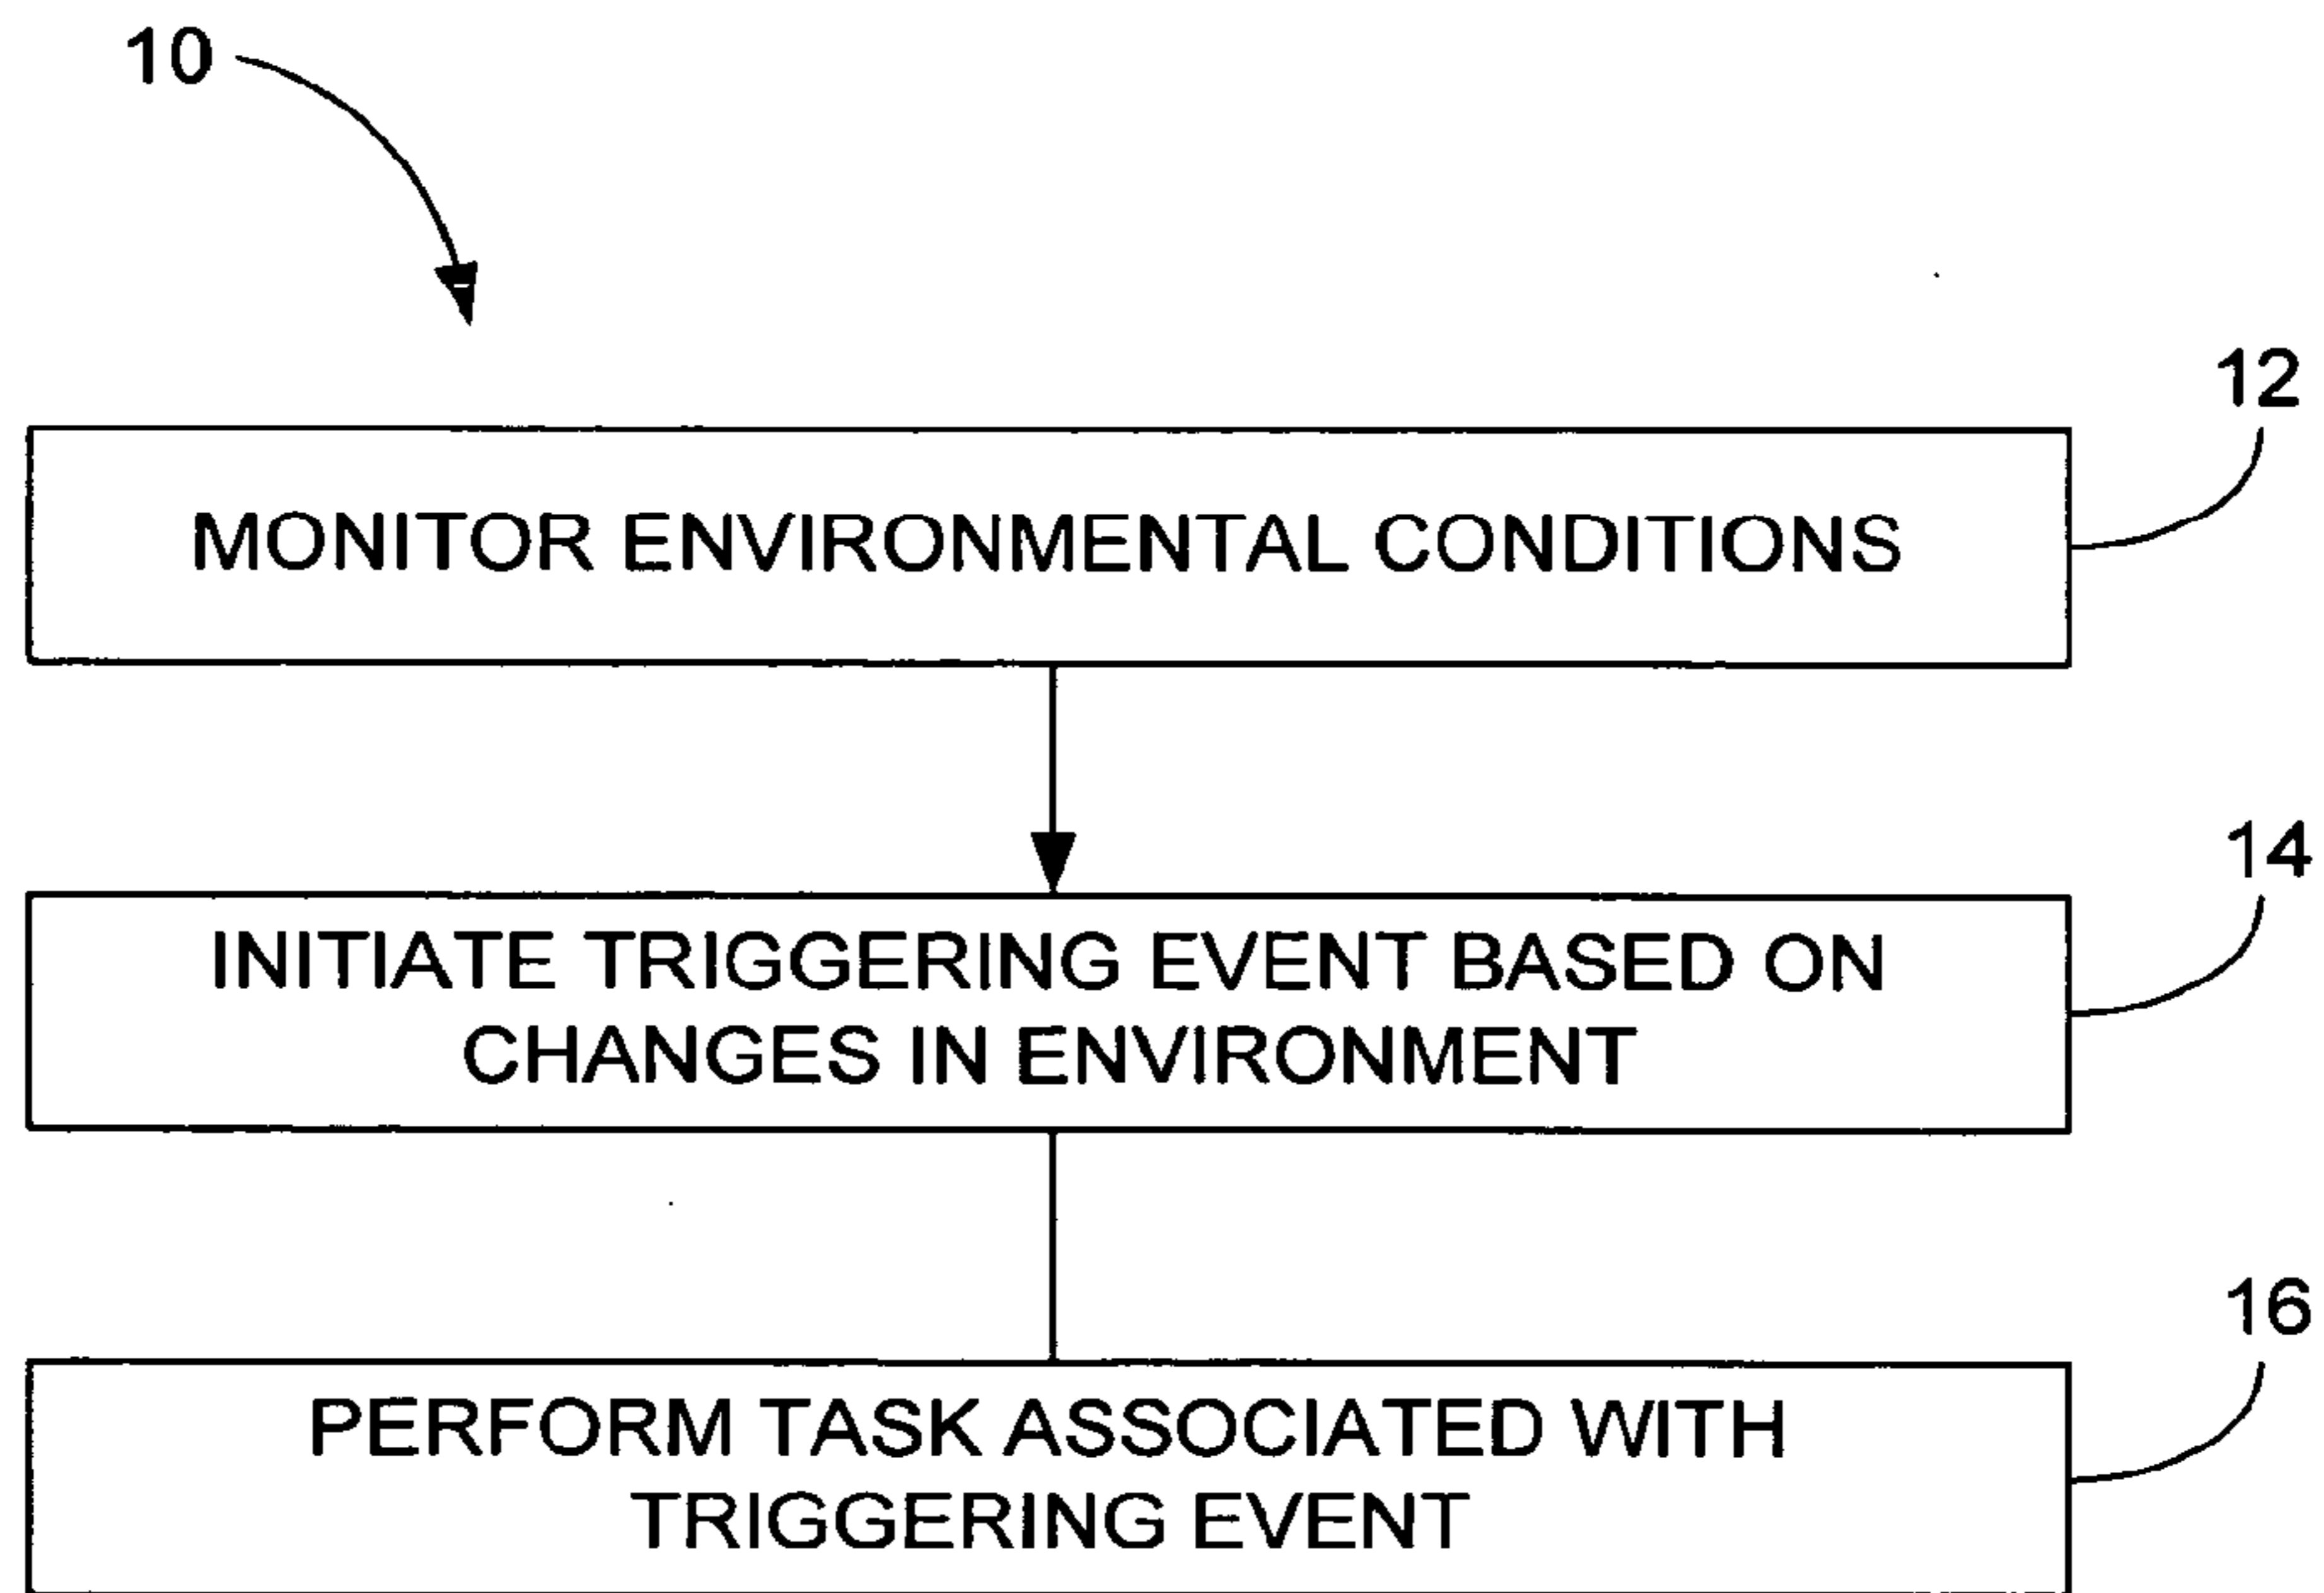 10
12
MONITOR ENVIRONMENTAL CONDITIONS
14
INITIATE TRIGGERING EVENT BASED ON
CHANGES IN ENVIRONMENT
16
PERFORM TASK ASSOCIATED WITH
TRIGGERING EVENT